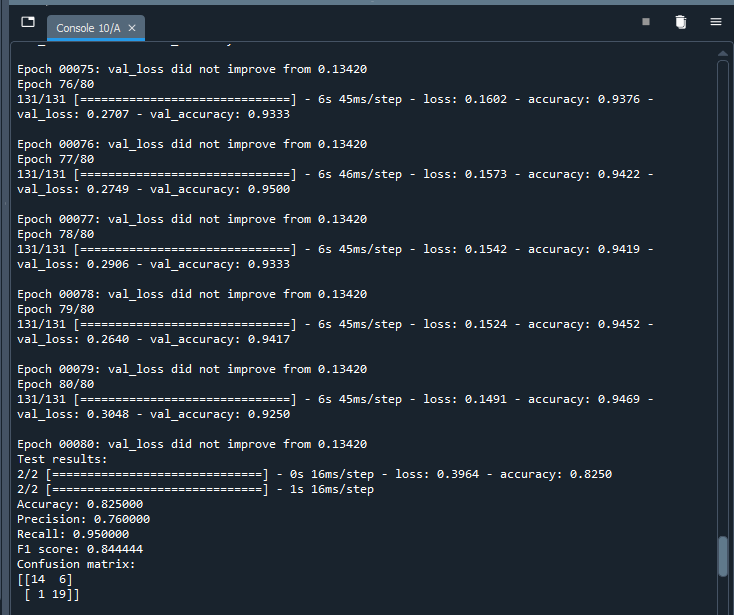 Console 10/A
Epoch 00075: val_loss did not improve from 0.13420
Epoch 76/80
131/131 [==============================] - 6s 45ms/step - loss: 0.1602 - accuracy: 0.9376 -
val_loss: 0.2707 - val_accuracy: 0.9333
Epoch 00076: val_loss did not improve from 0.13420
Epoch 77/80
131/131 [==============================] - 6s 46ms/step - loss: 0.1573 - accuracy: 0.9422 -
val_loss: 0.2749 - val_accuracy: 0.9500
Epoch 00077: val_loss did not improve from 0.13420
Epoch 78/80
131/131 [==============================] - 6s 45ms/step - loss: 0.1542 - accuracy: 0.9419 -
val_loss: 0.2906 - val_accuracy: 0.9333
Epoch 00078: val_loss did not improve from 0.13420
Epoch 79/80
131/131 [==============================] - 6s 45ms/step - loss: 0.1524 - accuracy: 0.9452 -
val_loss: 0.2640 - val_accuracy: 0.9417
Epoch 00079: val_loss did not improve from 0.13420
Epoch 80/80
131/131 [==============================] - 6s 45ms/step - loss: 0.1491 - accuracy: 0.9469 -
val_loss: 0.3048 - val_accuracy: 0.9250
Epoch 00080: val_loss did not improve from 0.13420
Test results:
2/2 [==============================] - 0s 16ms/step - loss: 0.3964 - accuracy: 0.8250
2/2 [==============================] - 1s 16ms/step
Accuracy: 0.825000
Precision: 0.760000
Recall: 0.950000
F1 score: 0.844444
Confusion matrix:
[[14  6]
 [ 1 19]]